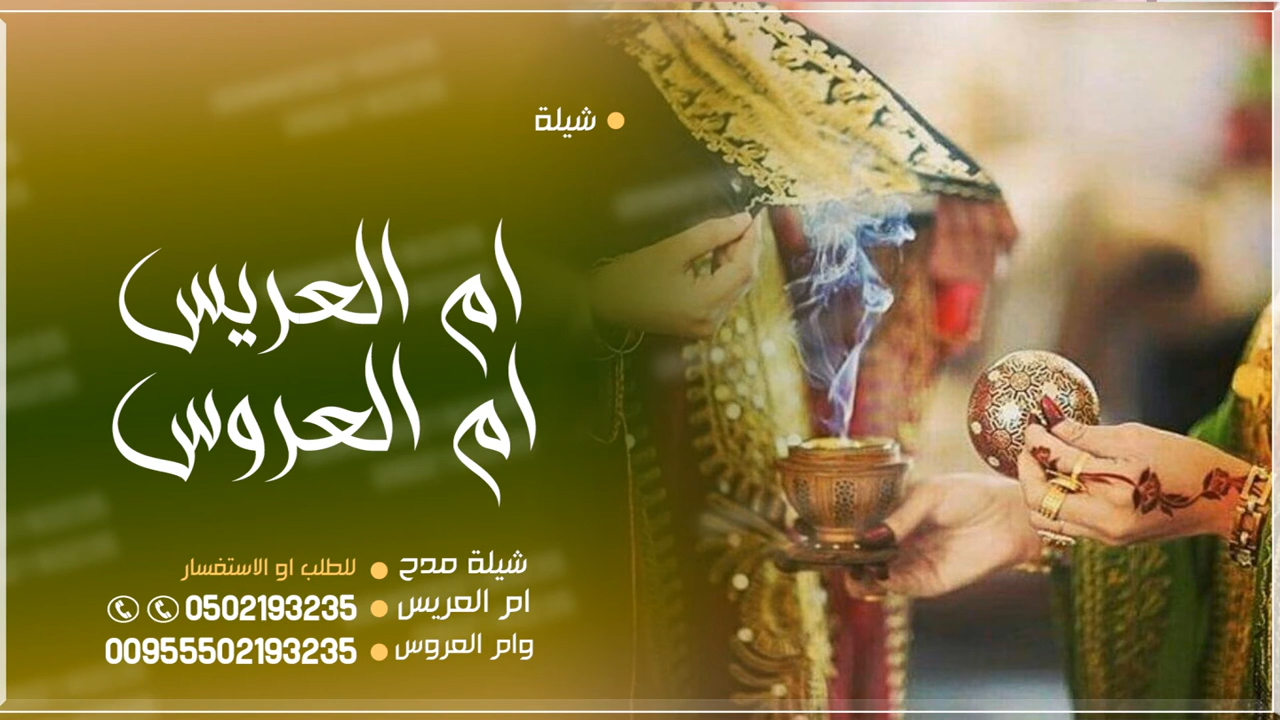 شيلة
ام العريس
ام العروس
شيلة مدح
ام العريس
وام العروس
للطلب او الاستفسار
0502193235
00955502193235